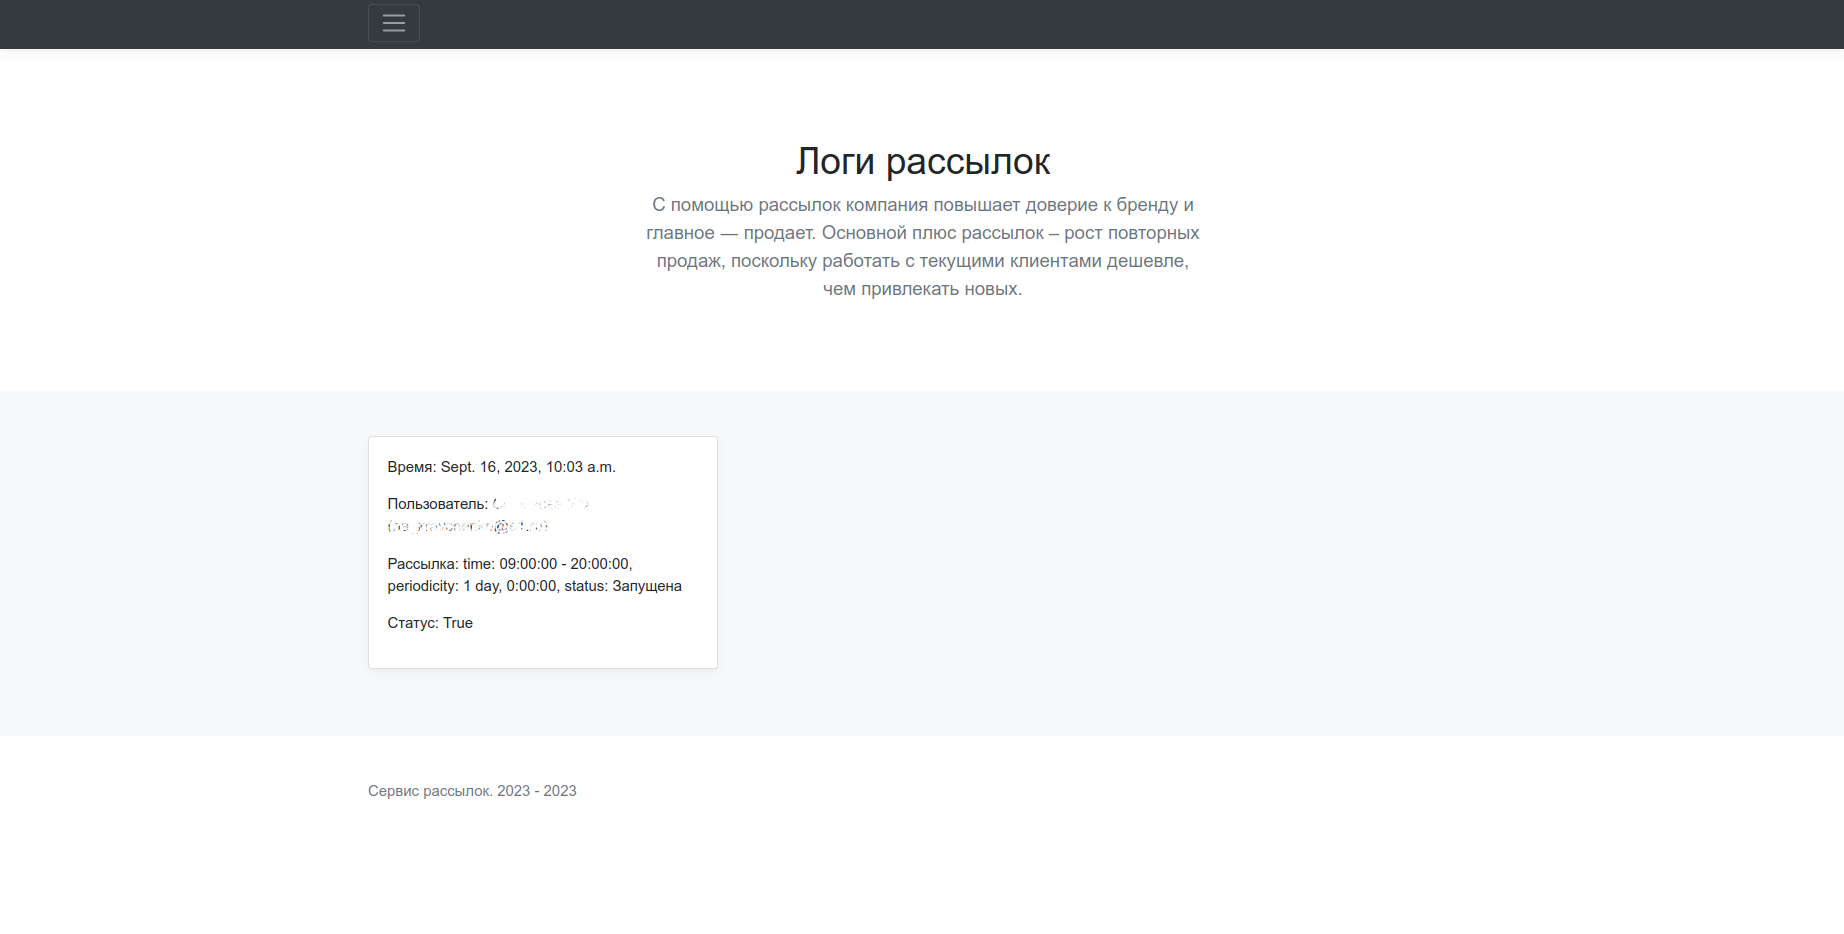 Логи рассылок
С помощью рассылок компания повышает доверие к бренду и
главное — продает. Основной плюс рассылок – рост повторных
продаж, поскольку работать с текущими клиентами дешевле,
чем привлекать новых.
Время: Sept. 16, 2023, 10:03 a.m.
Пользователь:
Рассылка: time: 09:00:00 - 20:00:00,
periodicity: 1 day, 0:00:00, status: Запущена
Статус: True
Сервис рассылок. 2023 - 2023